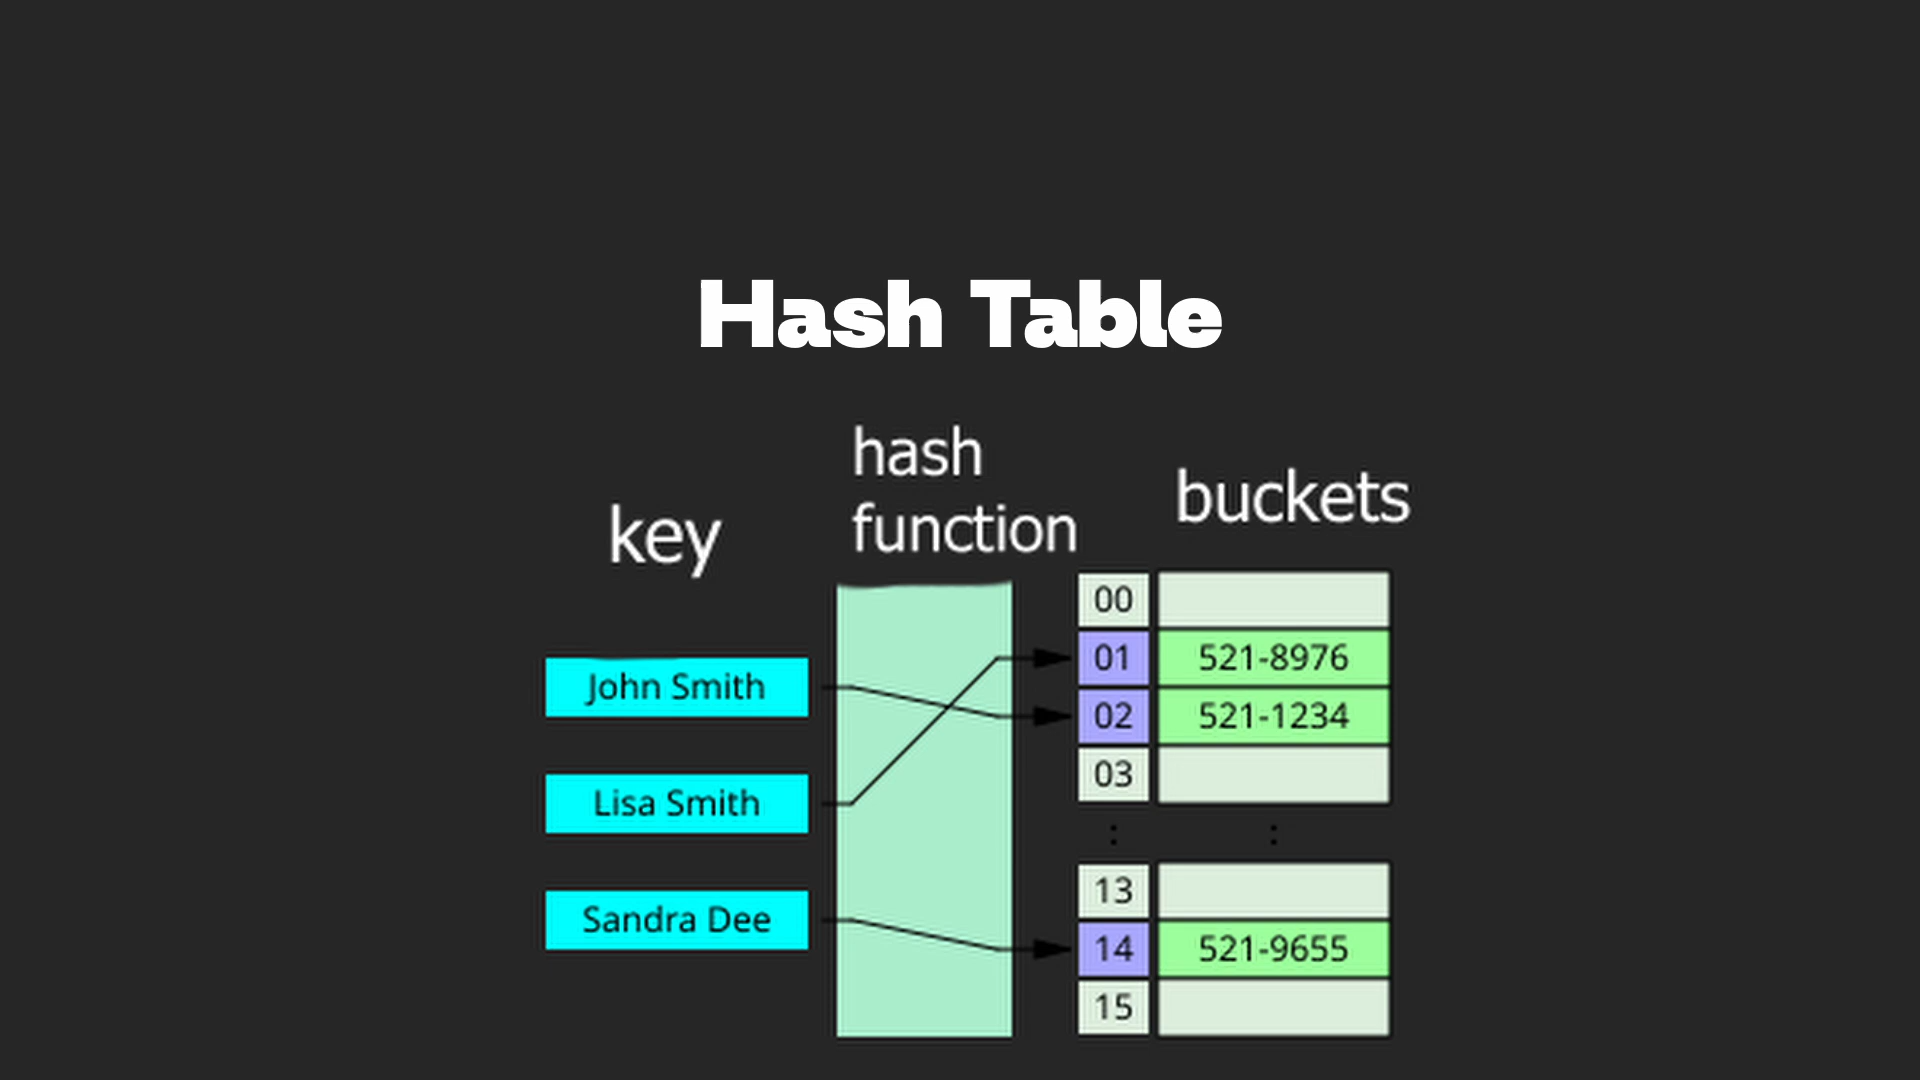 Hash Table
key
hash
function
buckets
John Smith
Lisa Smith
Sandra Dee
00
01 521-8976
02 521-1234
03
: :
13
14 521-9655
15